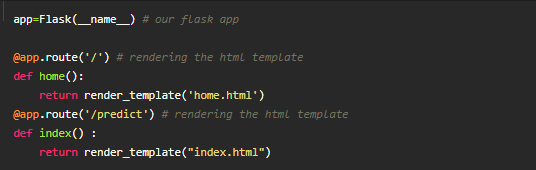 app=Flask(__name__) # our flask app
@app.route('/') # rendering the html template
def home():
return render_template('home.html')
@app.route('/predict') # rendering the html template
def index() :
return render_template("index.html")